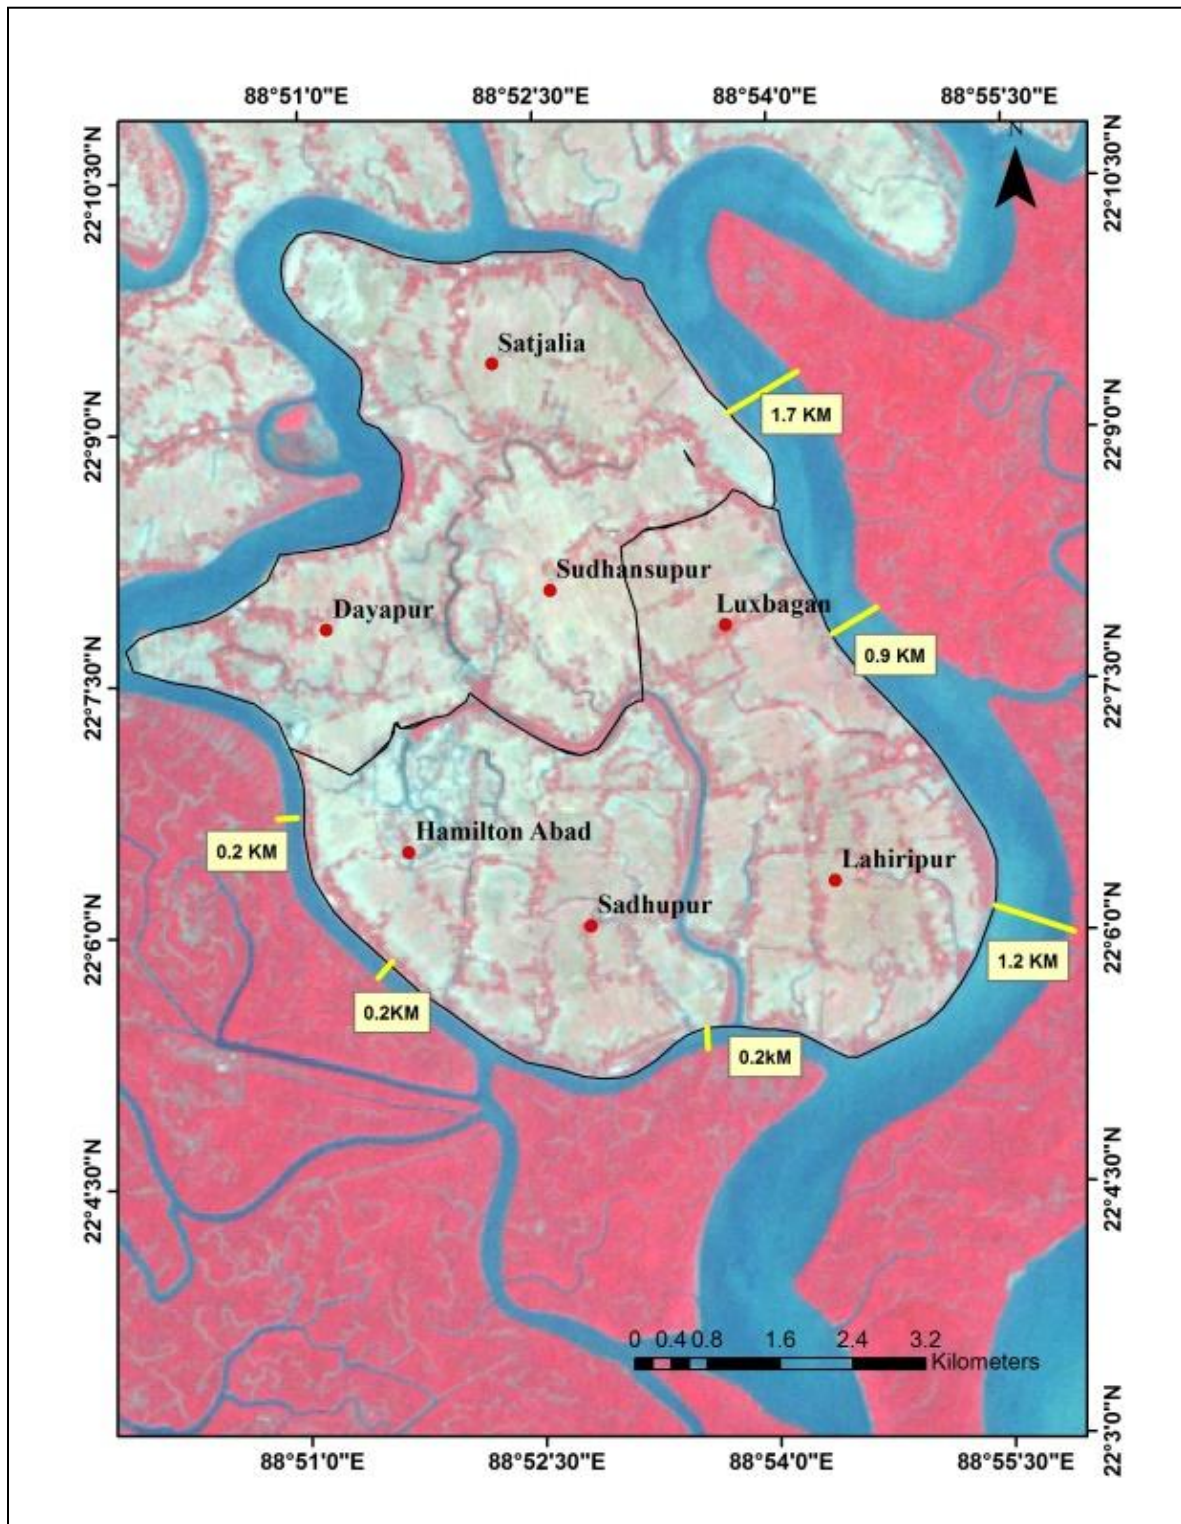 88°51'0"E 88°52'30"E 88°54'0"E 88°55'30"E
N
22°10'30"N 22°10'30"N
Satjalia
1.7 KM
22°9'0"N 22°9'0"N
Sudhansupur
Dayapur Luxbagan
0.9 KM
22°7'30"N 22°7'30"N
Hamilton Abad
0.2 KM Lahiripur
Sadhupur
22°6'0"N 22°6'0"N
1.2 KM
0.2KM
0.2kM
22°4'30"N 22°4'30"N
0 0.4 0.8 1.6 2.4 3.2
Kilometers
22°3'0"N
88°51'0"E 88°52'30"E 88°54'0"E 88°55'30"E